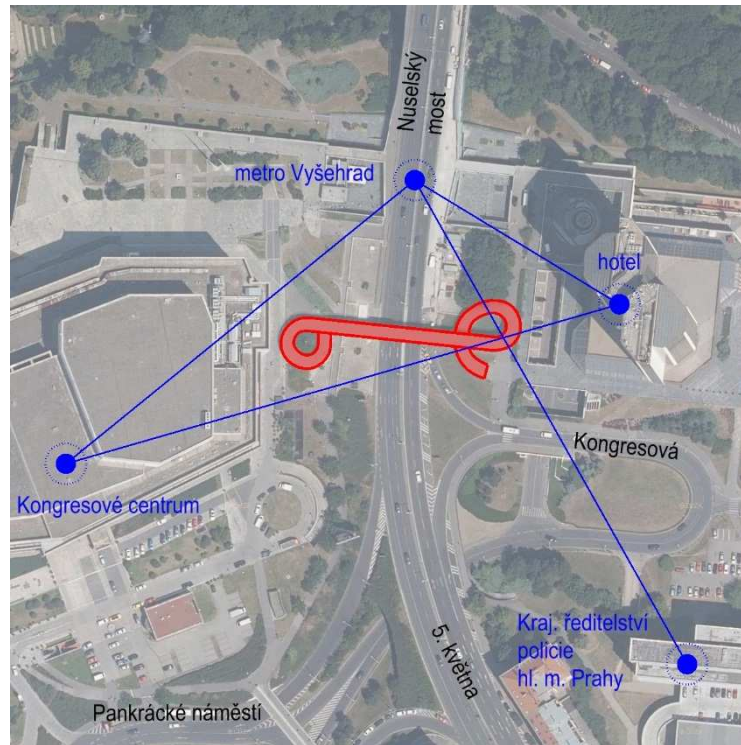 Nuselský
most
metro Vyšehrad
hotel
Kongresová
Kongresové centrum
Kraj. ředitelství
policie
hl. m. Prahy
5. května
Pankrácké náměstí